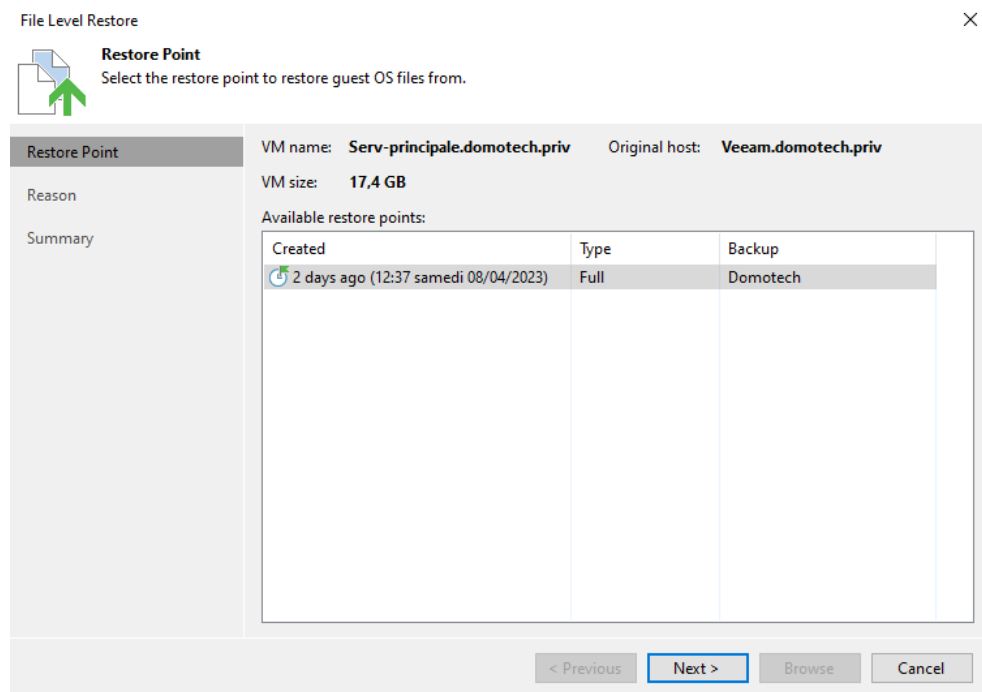 File Level Restore
Restore Point
Select the restore point to restore guest OS files from.
Restore Point
Reason
Summary
VM name: Serv-principale.domotech.priv Original host: Veeam.domotech.priv
VM size: 17,4 GB
Available restore points:
Created Type Backup
2 days ago (12:37 samedi 08/04/2023) Full Domotech
< Previous Next > Browse Cancel